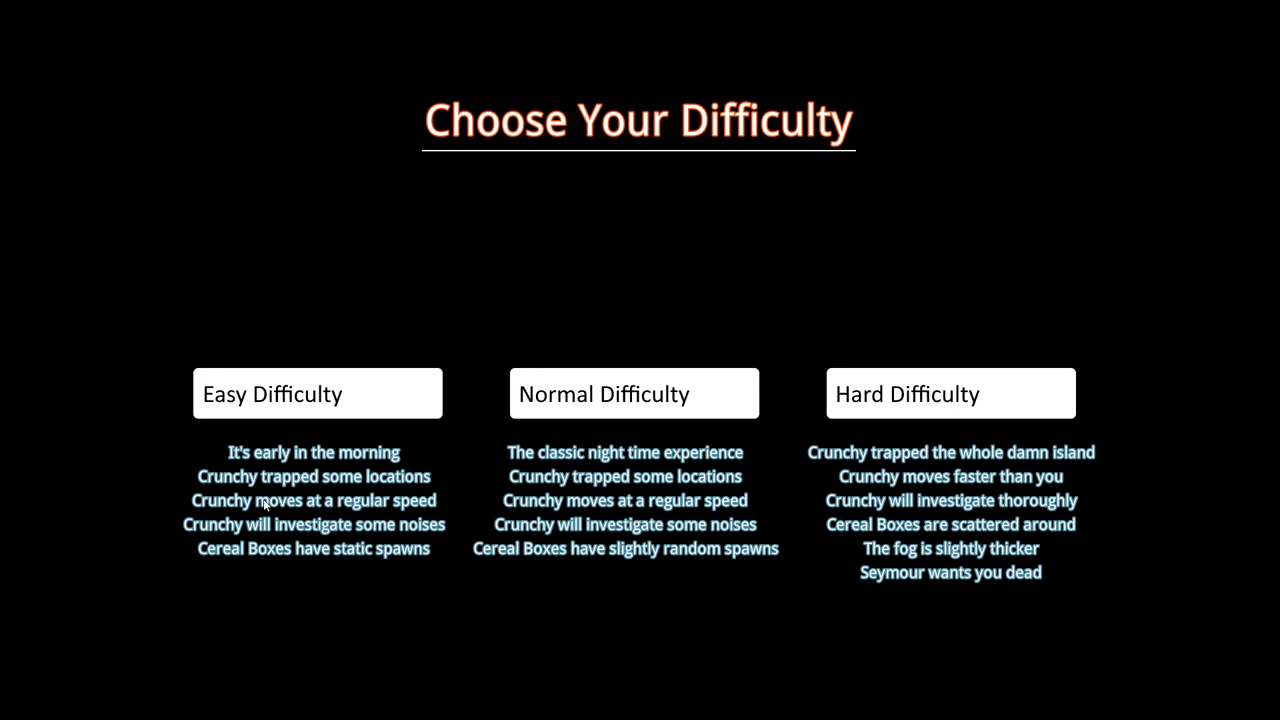 Choose Your Difficulty
Easy Difficulty
It's early in the morning
Crunchy trapped some locations
Crunchy moves at a regular speed
Crunchy will investigate some noises
Cereal Boxes have static spawns
Normal Difficulty
The classic night time experience
Crunchy trapped some locations
Crunchy moves at a regular speed
Crunchy will investigate some noises
Cereal Boxes have slightly random spawns
Hard Difficulty
Crunchy trapped the whole damn island
Crunchy moves faster than you
Crunchy will investigate thoroughly
Cereal Boxes are scattered around
The fog is slightly thicker
Seymour wants you dead